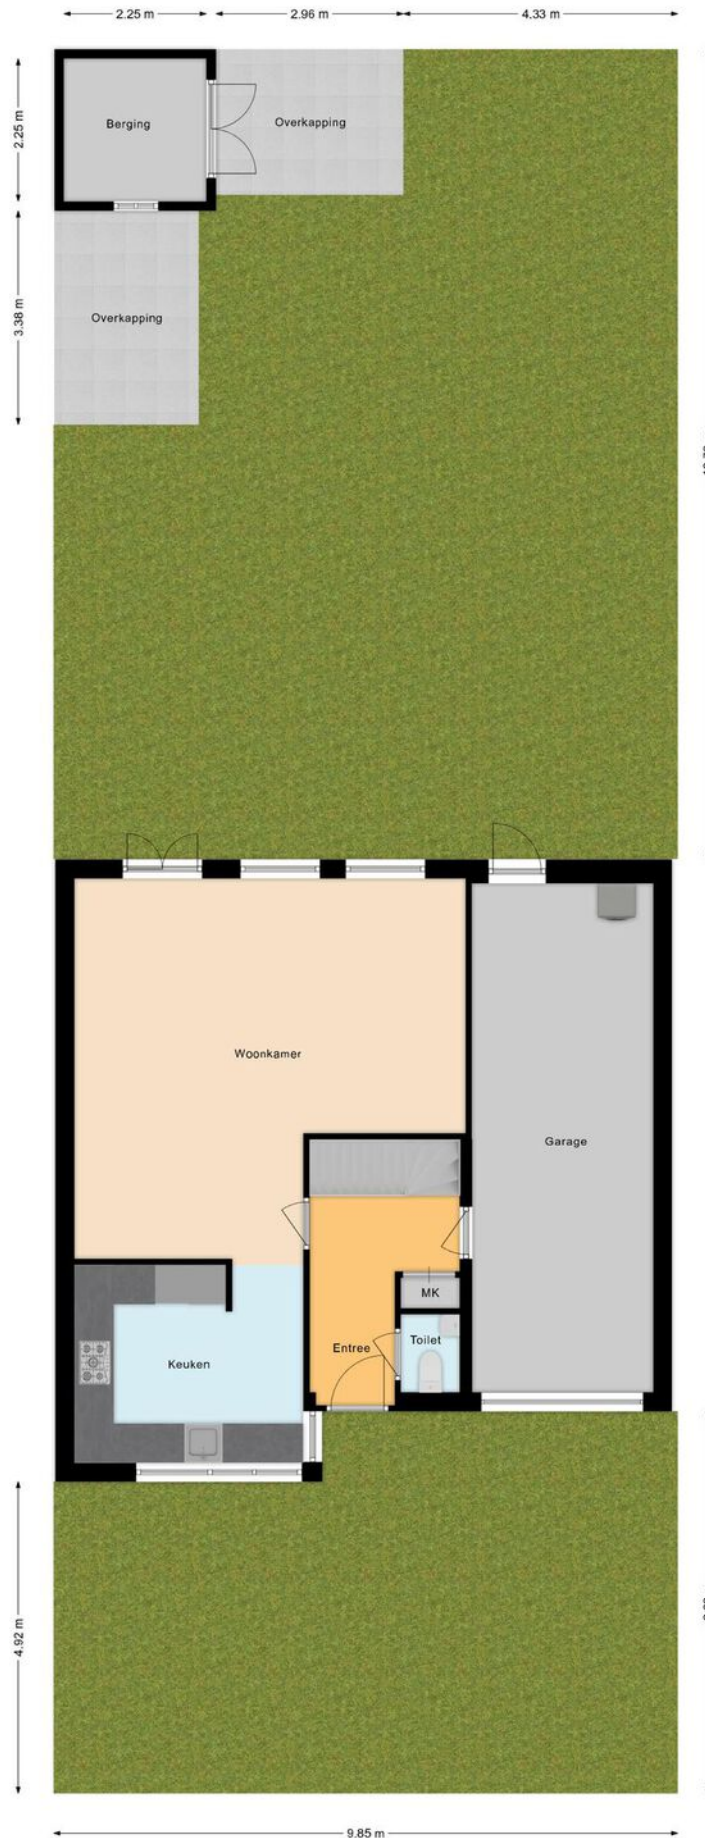 2.25 m
2.96 m
4.33 m
2.25 m
Berging
Overkapping
3.38 m
Overkapping
Woonkamer
Garage
MK
Toilet
Entree
Keuken
4.92 m
9.85 m